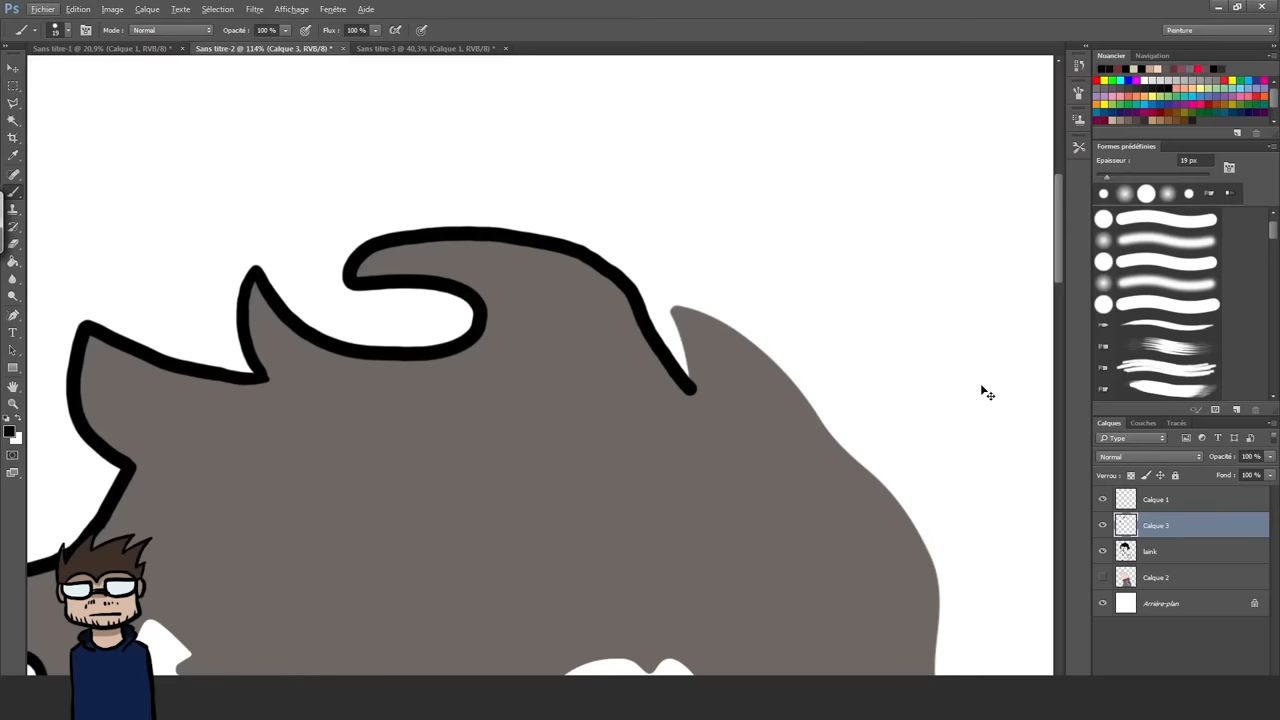 Ps Fichier Edition Image Calque Texte Sélection Filtre Affichage Fenêtre Aide
19 Mode : Normal Opacité : 100 % Flux : 100 % Peinture
Sans titre-1 @ 20,9% (Calque 1, RVB/8) * × Sans titre-2 @ 114% (Calque 3, RVB/8) * × Sans titre-3 @ 40,3% (Calque 1, RVB/8) * ×
Nuancier Navigation
Formes prédéfinies
Epaisseur : 19 px
Calques Couches Tracés
Type
Normal Opacité : 100 %
Verrou : Fond : 100 %
Calque 1
Calque 3
laink
Calque 2
Arrière-plan